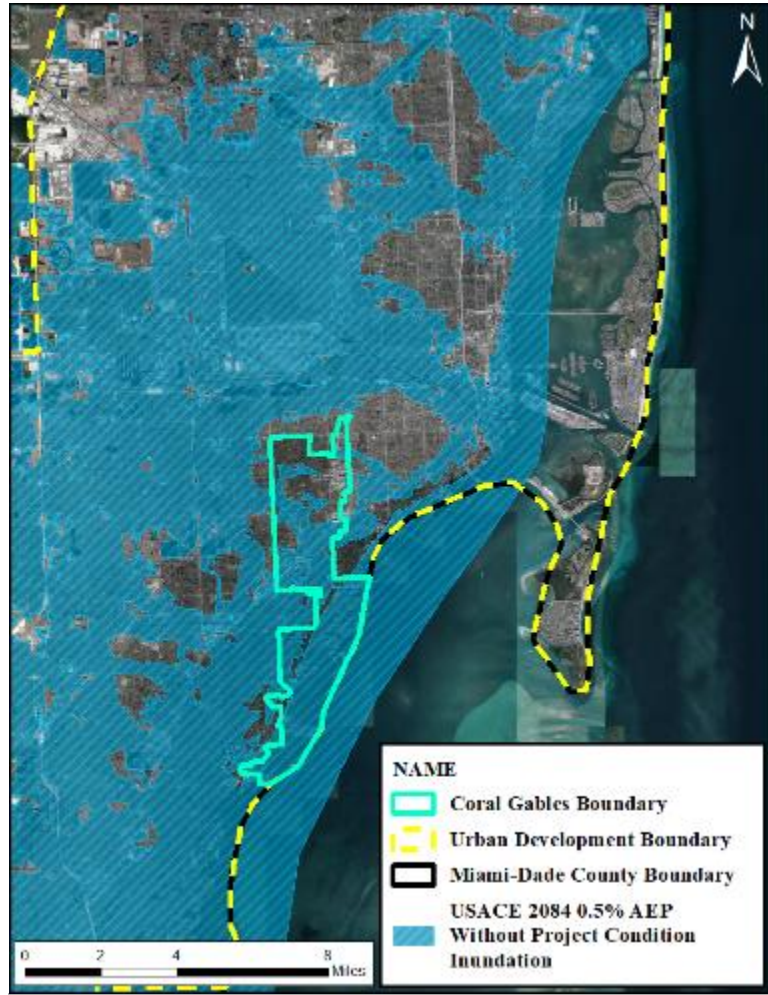 N
NAME
Coral Gables Boundary
Urban Development Boundary
Miami-Dade County Boundary
USACE 2084 0.5% AEP
Without Project Condition
Inundation
0 2 4 8
Miles